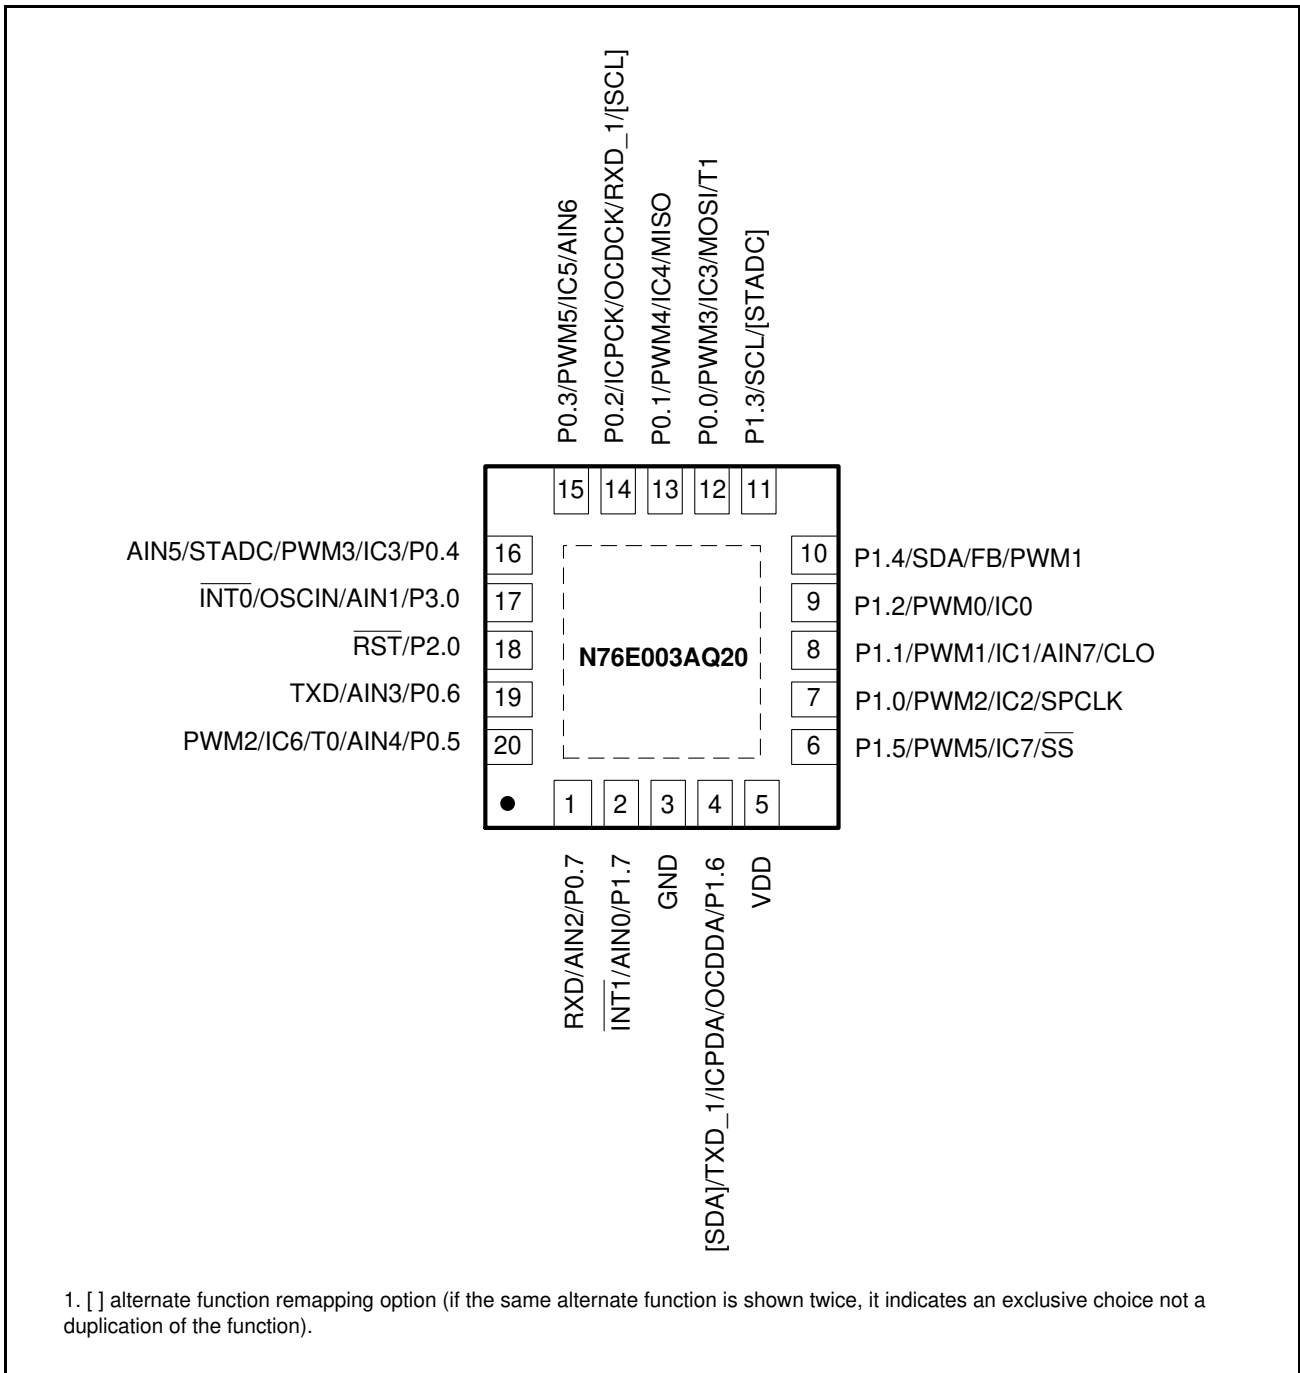 P0.3/PWM5/IC5/AIN6
P0.2/ICPCK/OCDCK/RXD_1/[SCL]
P0.1/PWM4/IC4/MISO
P0.0/PWM3/IC3/MOSI/T1
P1.3/SCL/[STADC]
15 14 13 12 11
AIN5/STADC/PWM3/IC3/P0.4 16
INT0/OSCIN/AIN1/P3.0 17
RST/P2.0 18
TXD/AIN3/P0.6 19
PWM2/IC6/T0/AIN4/P0.5 20
N76E003AQ20
10 P1.4/SDA/FB/PWM1
9 P1.2/PWM0/IC0
8 P1.1/PWM1/IC1/AIN7/CLO
7 P1.0/PWM2/IC2/SPCLK
6 P1.5/PWM5/IC7/SS
1 2 3 4 5
RXD/AIN2/P0.7
INT1/AIN0/P1.7
GND
[SDA]/TXD_1/ICPDA/OCDDA/P1.6
VDD
1. [ ] alternate function remapping option (if the same alternate function is shown twice, it indicates an exclusive choice not a
duplication of the function).